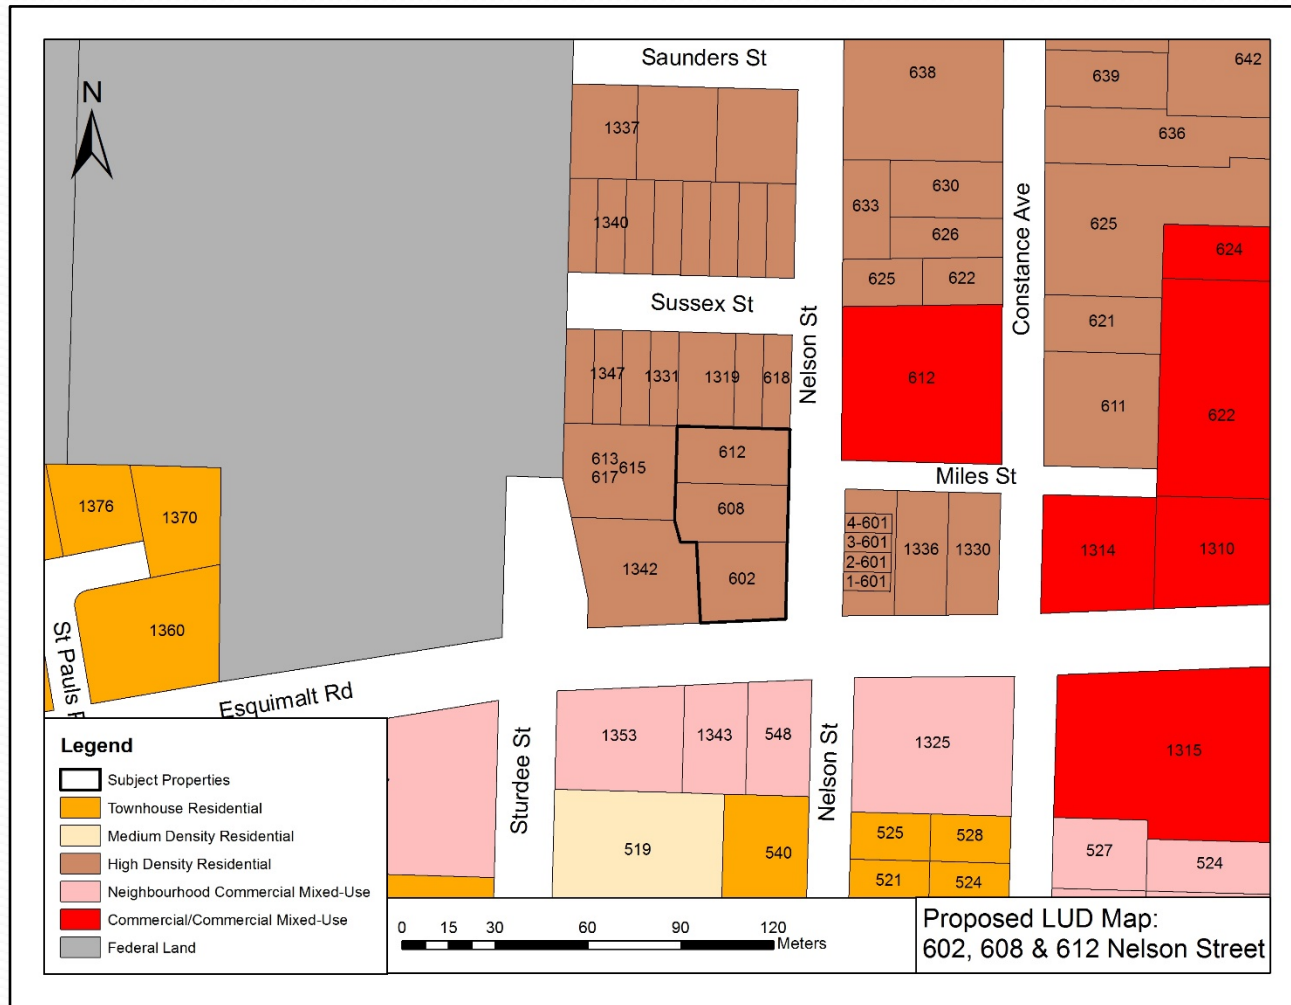 Saunders St
N
638
639
642
1337
636
630
633
1340
626
625
624
625
622
Constance Ave
Sussex St
621
Nelson St
1347
1331
1319
618
612
611
622
612
613
615
617
Miles St
1376
1370
608
4-601
3-601
2-601
1-601
1336
1330
1314
1310
1342
602
1360
St Pauls
Esquimalt Rd
1353
1343
548
1325
1315
Sturdee St
Nelson St
519
540
525
528
527
524
521
524
Legend
Subject Properties
Townhouse Residential
Medium Density Residential
High Density Residential
Neighbourhood Commercial Mixed-Use
Commercial/Commercial Mixed-Use
Federal Land
0 15 30 60 90 120
Meters
Proposed LUD Map:
602, 608 & 612 Nelson Street